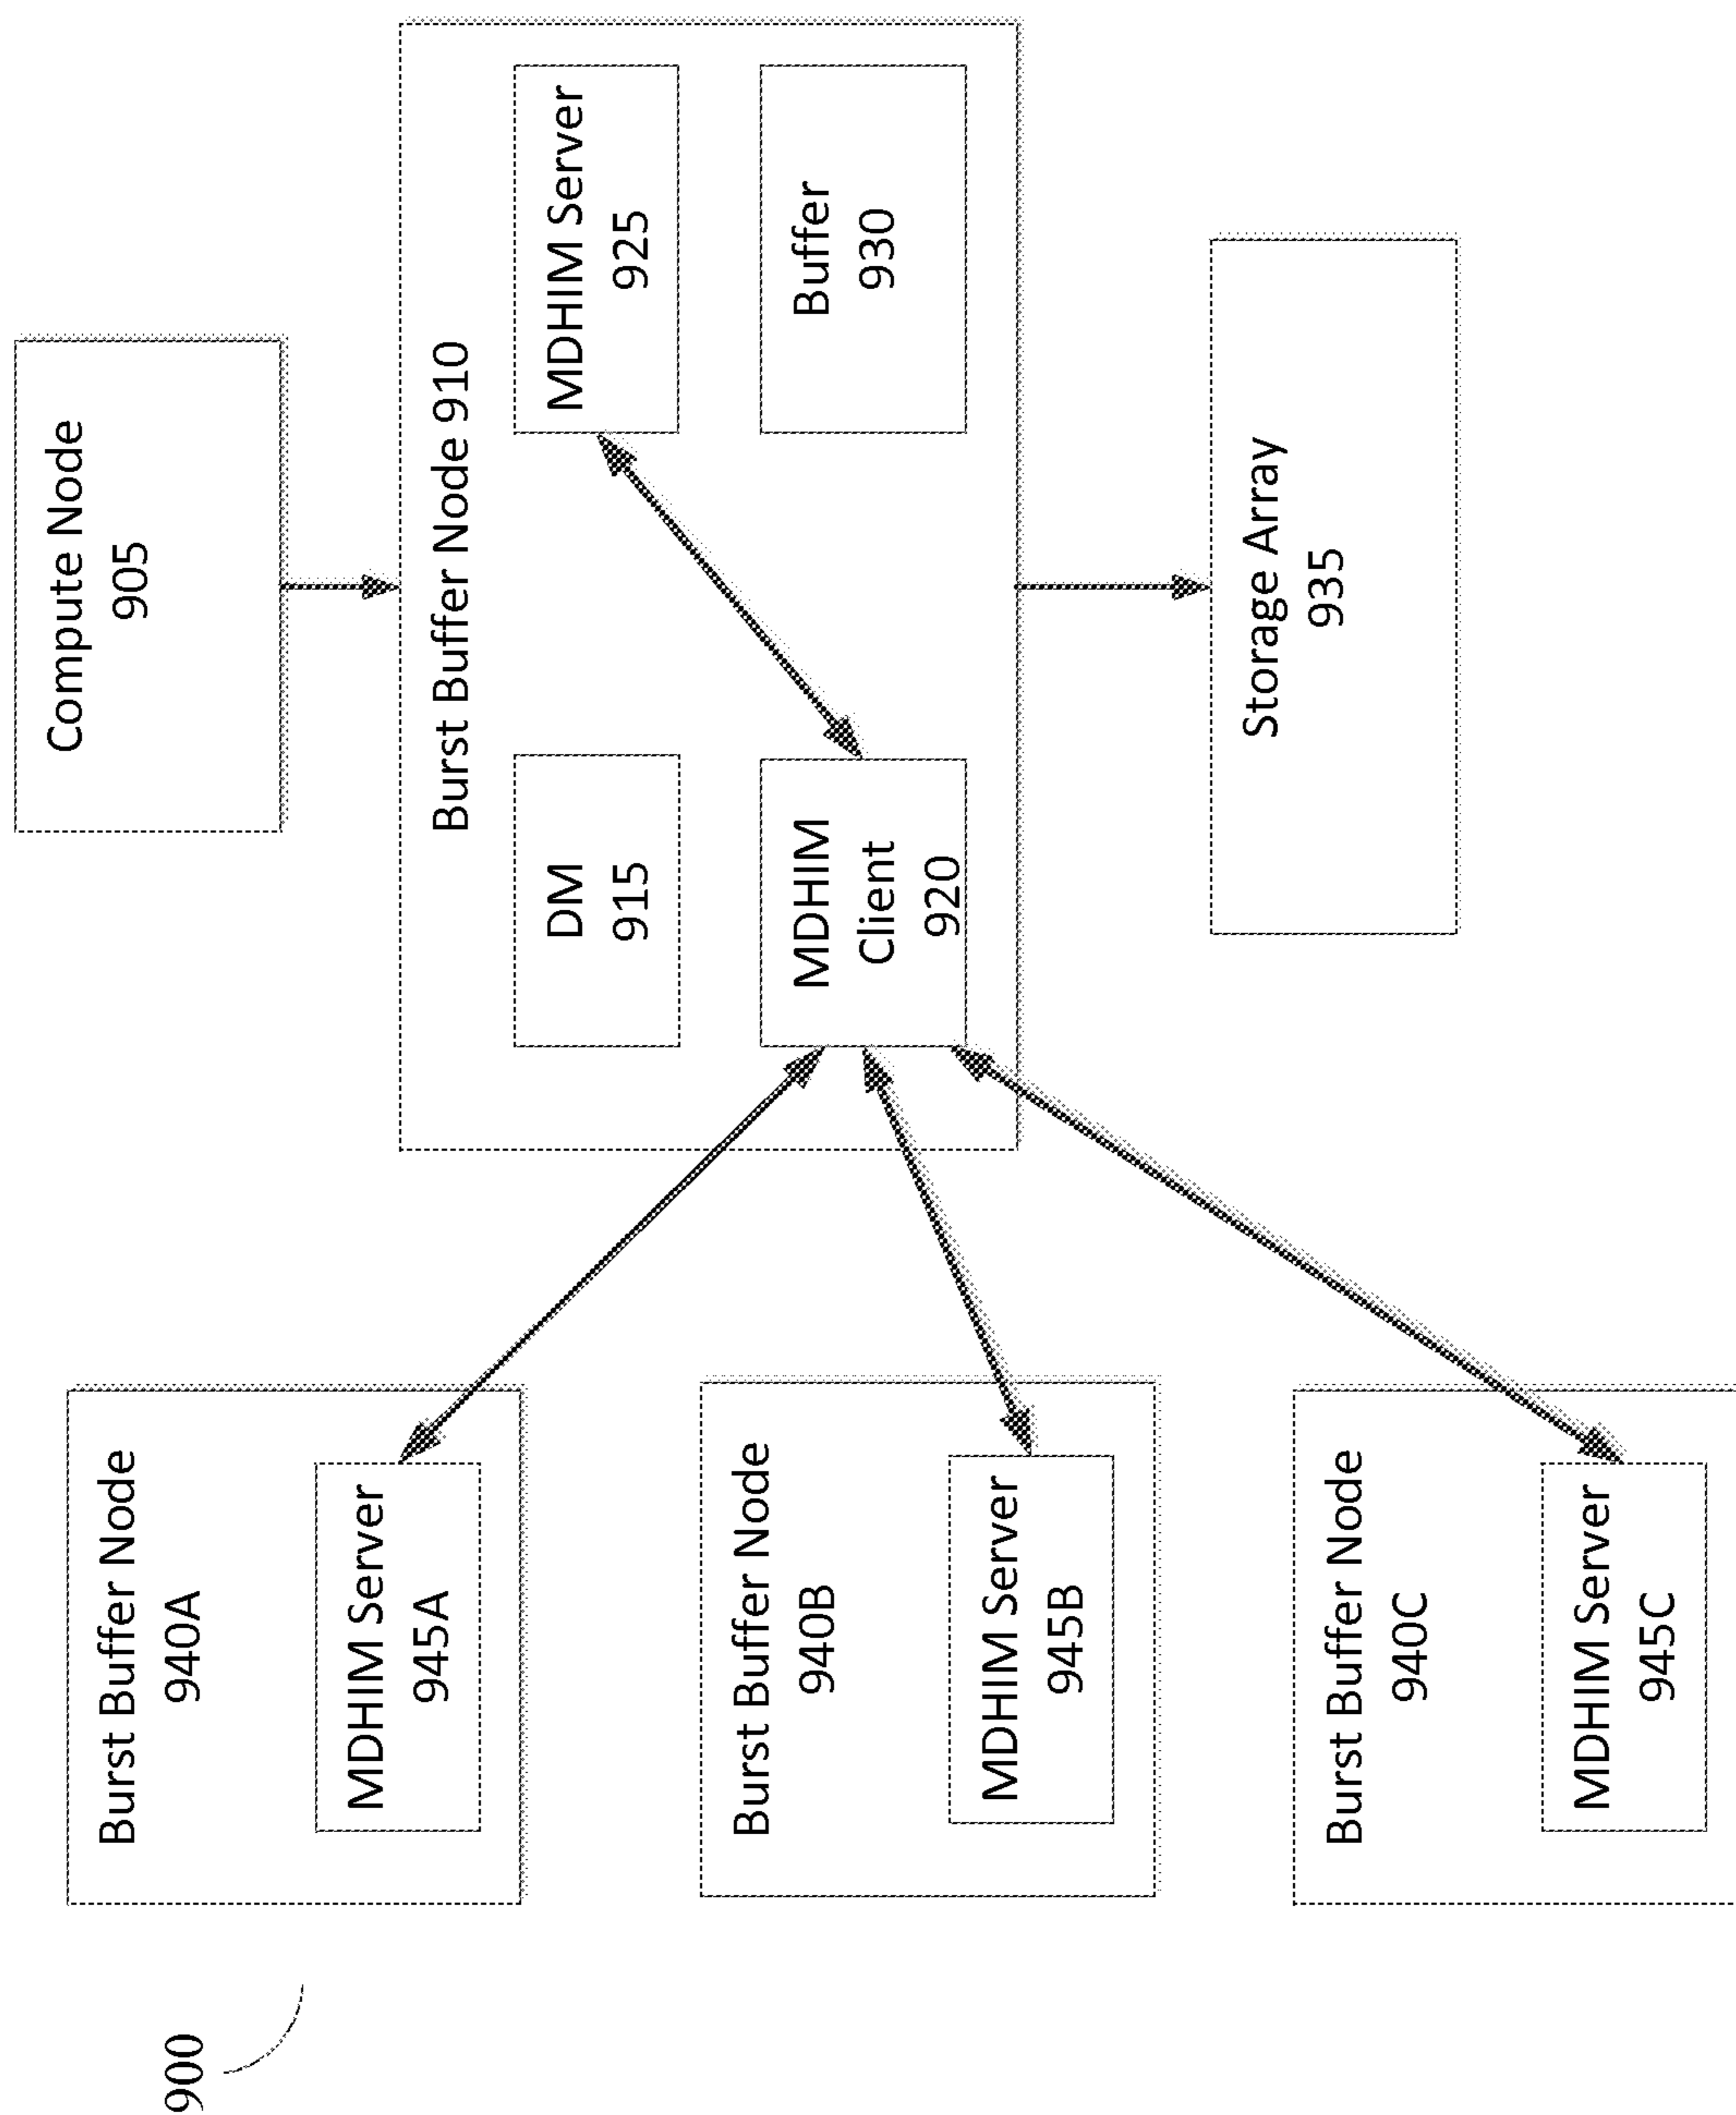 900
Burst Buffer Node
940A
MDHIM Server
945A
Burst Buffer Node
940B
MDHIM Server
945B
Burst Buffer Node
940C
MDHIM Server
945C
Compute Node
905
Burst Buffer Node 910
DM
915
MDHIM Server
925
MDHIM
Client
920
Buffer
930
Storage Array
935